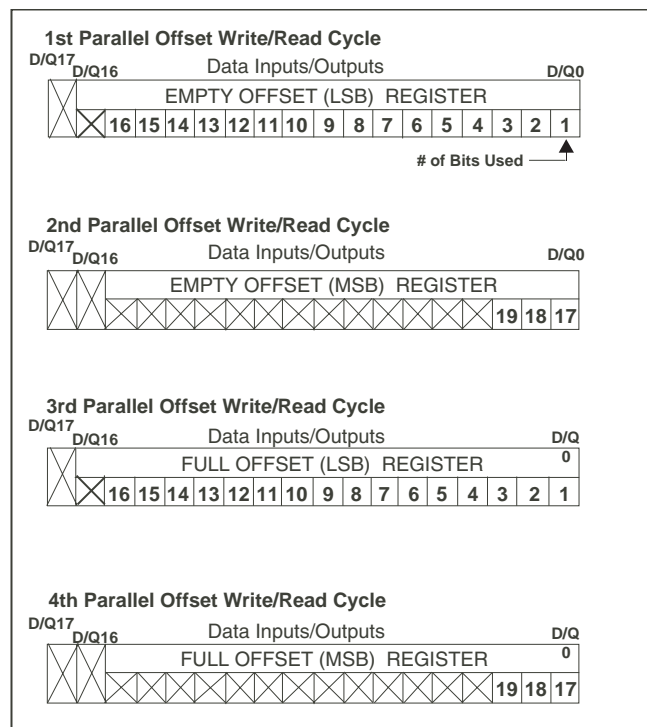 1st Parallel Offset Write/Read Cycle
D/Q17 D/Q16 Data Inputs/Outputs D/Q0
EMPTY OFFSET (LSB) REGISTER
16 15 14 13 12 11 10 9 8 7 6 5 4 3 2 1
# of Bits Used
2nd Parallel Offset Write/Read Cycle
D/Q17 D/Q16 Data Inputs/Outputs D/Q0
EMPTY OFFSET (MSB) REGISTER
19 18 17
3rd Parallel Offset Write/Read Cycle
D/Q17 D/Q16 Data Inputs/Outputs D/Q
0
FULL OFFSET (LSB) REGISTER
16 15 14 13 12 11 10 9 8 7 6 5 4 3 2 1
4th Parallel Offset Write/Read Cycle
D/Q17 D/Q16 Data Inputs/Outputs D/Q
0
FULL OFFSET (MSB) REGISTER
19 18 17